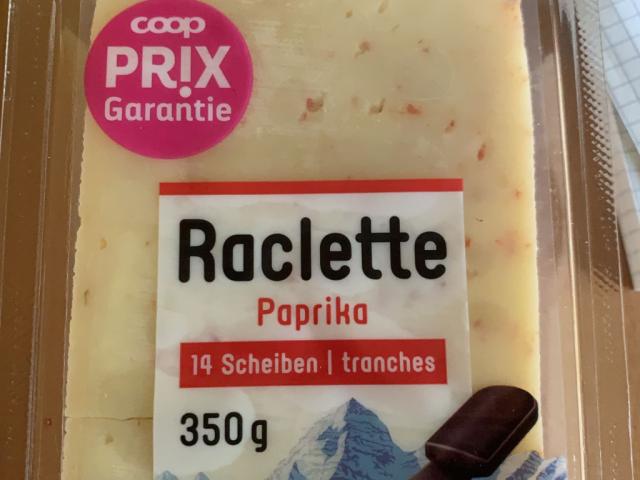 coop
PRIX
Garantie
Raclette
Paprika
14 Scheiben | tranches
350g